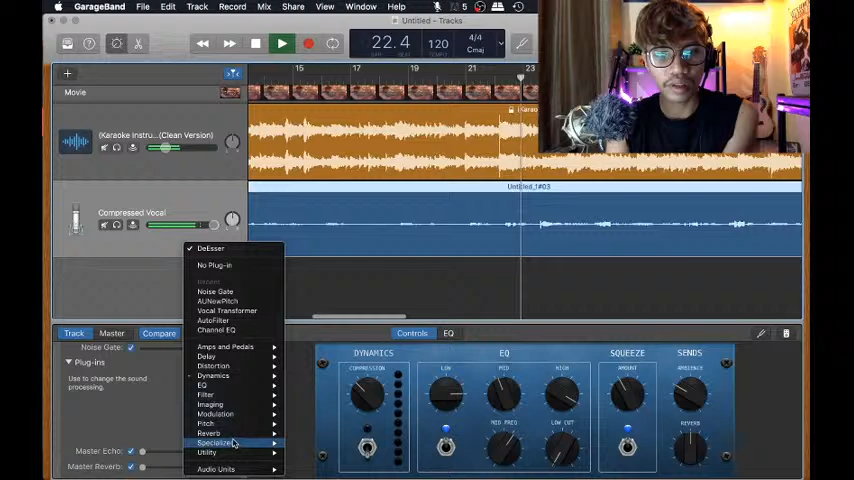 GarageBand File Edit Track Record Mix Share View Window Help 5
Untitled - Tracks
22.4 120 4/4 Cmaj
15 17 19 23
Movie
(Karaoke Instru...(Clean Version)
Compressed Vocal
Untitled_1#03
DeEsser
No Plug-in
Recent
Noise Gate
AUNewPitch
Vocal Transformer
AutoFilter
Channel EQ
Amps and Pedals
Delay
Distortion
Dynamics
EQ
Filter
Imaging
Modulation
Pitch
Reverb
Specialized
Utility
Audio Units
Track Master Compare
Noise Gate:
Plug-ins
Use to change the sound
processing.
Master Echo:
Master Reverb:
Controls EQ
DYNAMICS EQ SQUEEZE SENDS
COMPRESSION LOW MID HIGH AMOUNT AMBIENCE
MID FREQ LOW CUT REVERB